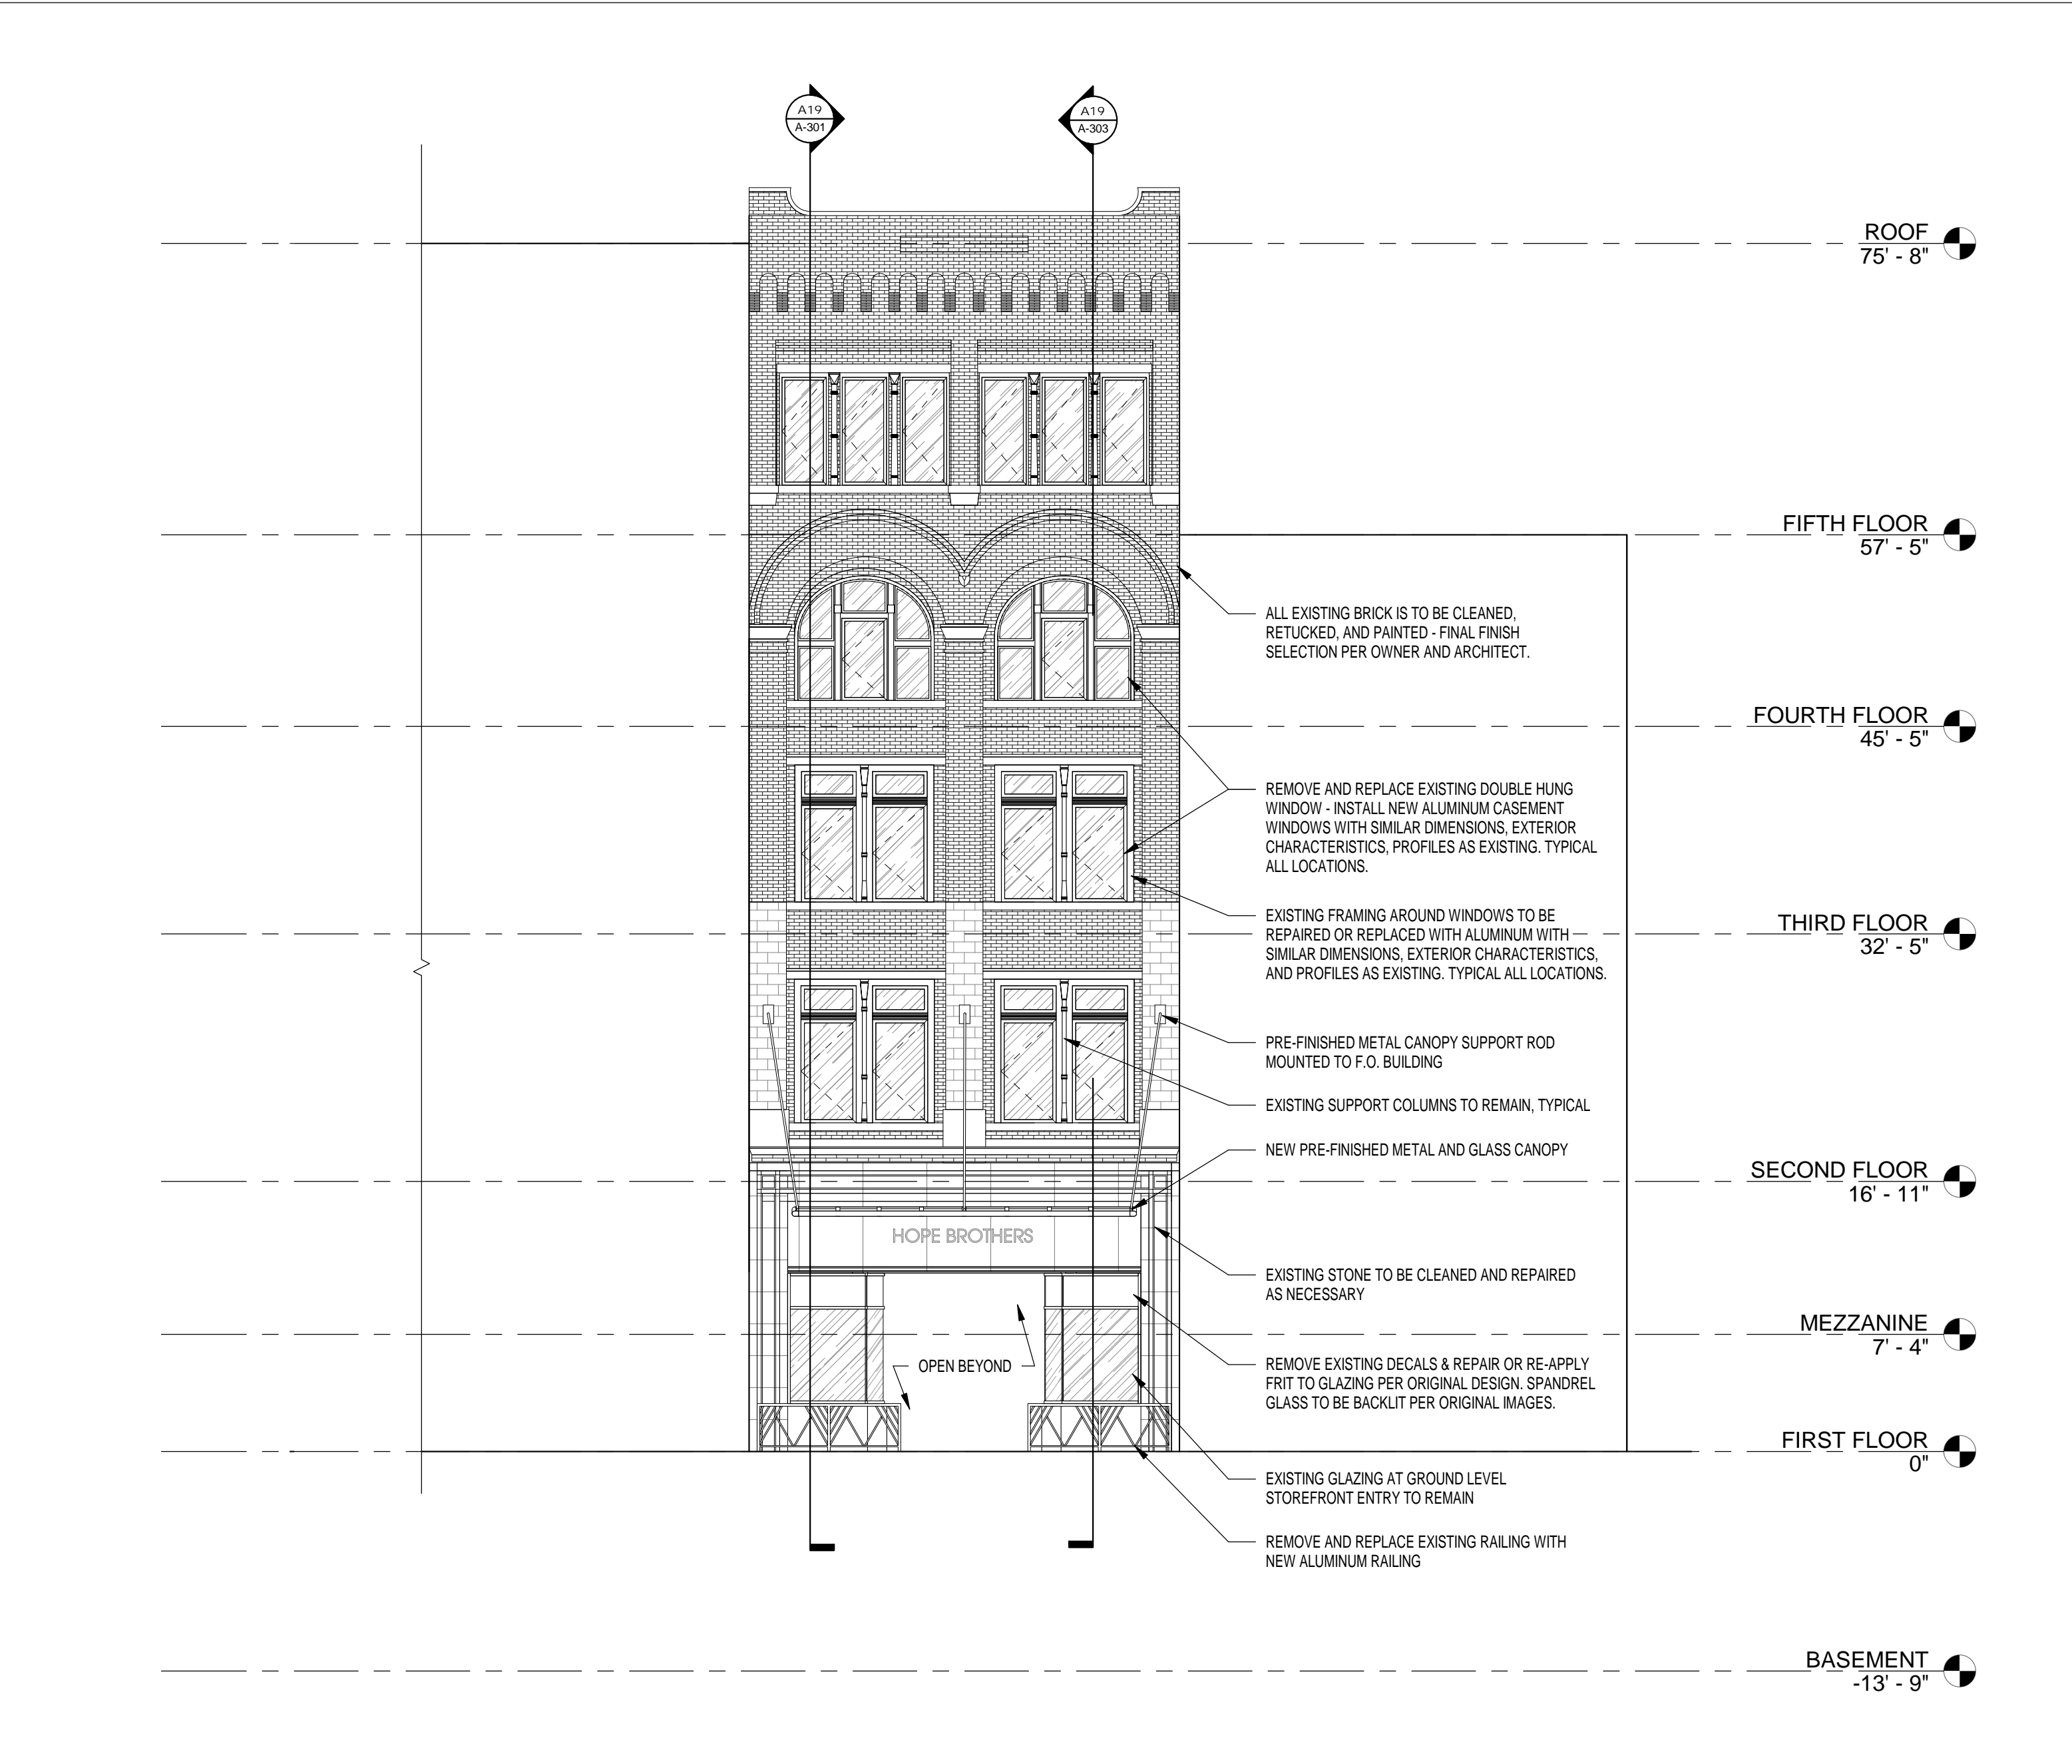 A19
A-301
A19
A-303
ROOF
75' - 8"
FIFTH FLOOR
57' - 5"
ALL EXISTING BRICK IS TO BE CLEANED,
RETUCKED, AND PAINTED - FINAL FINISH
SELECTION PER OWNER AND ARCHITECT.
FOURTH FLOOR
45' - 5"
REMOVE AND REPLACE EXISTING DOUBLE HUNG
WINDOW - INSTALL NEW ALUMINUM CASEMENT
WINDOWS WITH SIMILAR DIMENSIONS, EXTERIOR
CHARACTERISTICS, PROFILES AS EXISTING. TYPICAL
ALL LOCATIONS.
EXISTING FRAMING AROUND WINDOWS TO BE
REPAIRED OR REPLACED WITH ALUMINUM WITH
SIMILAR DIMENSIONS, EXTERIOR CHARACTERISTICS,
AND PROFILES AS EXISTING. TYPICAL ALL LOCATIONS.
THIRD FLOOR
32' - 5"
PRE-FINISHED METAL CANOPY SUPPORT ROD
MOUNTED TO F.O. BUILDING
EXISTING SUPPORT COLUMNS TO REMAIN, TYPICAL
NEW PRE-FINISHED METAL AND GLASS CANOPY
SECOND FLOOR
16' - 11"
HOPE BROTHERS
EXISTING STONE TO BE CLEANED AND REPAIRED
AS NECESSARY
MEZZANINE
7' - 4"
OPEN BEYOND
REMOVE EXISTING DECALS & REPAIR OR RE-APPLY
FRIT TO GLAZING PER ORIGINAL DESIGN. SPANDREL
GLASS TO BE BACKLIT PER ORIGINAL IMAGES.
FIRST FLOOR
0"
EXISTING GLAZING AT GROUND LEVEL
STOREFRONT ENTRY TO REMAIN
REMOVE AND REPLACE EXISTING RAILING WITH
NEW ALUMINUM RAILING
BASEMENT
-13' - 9"